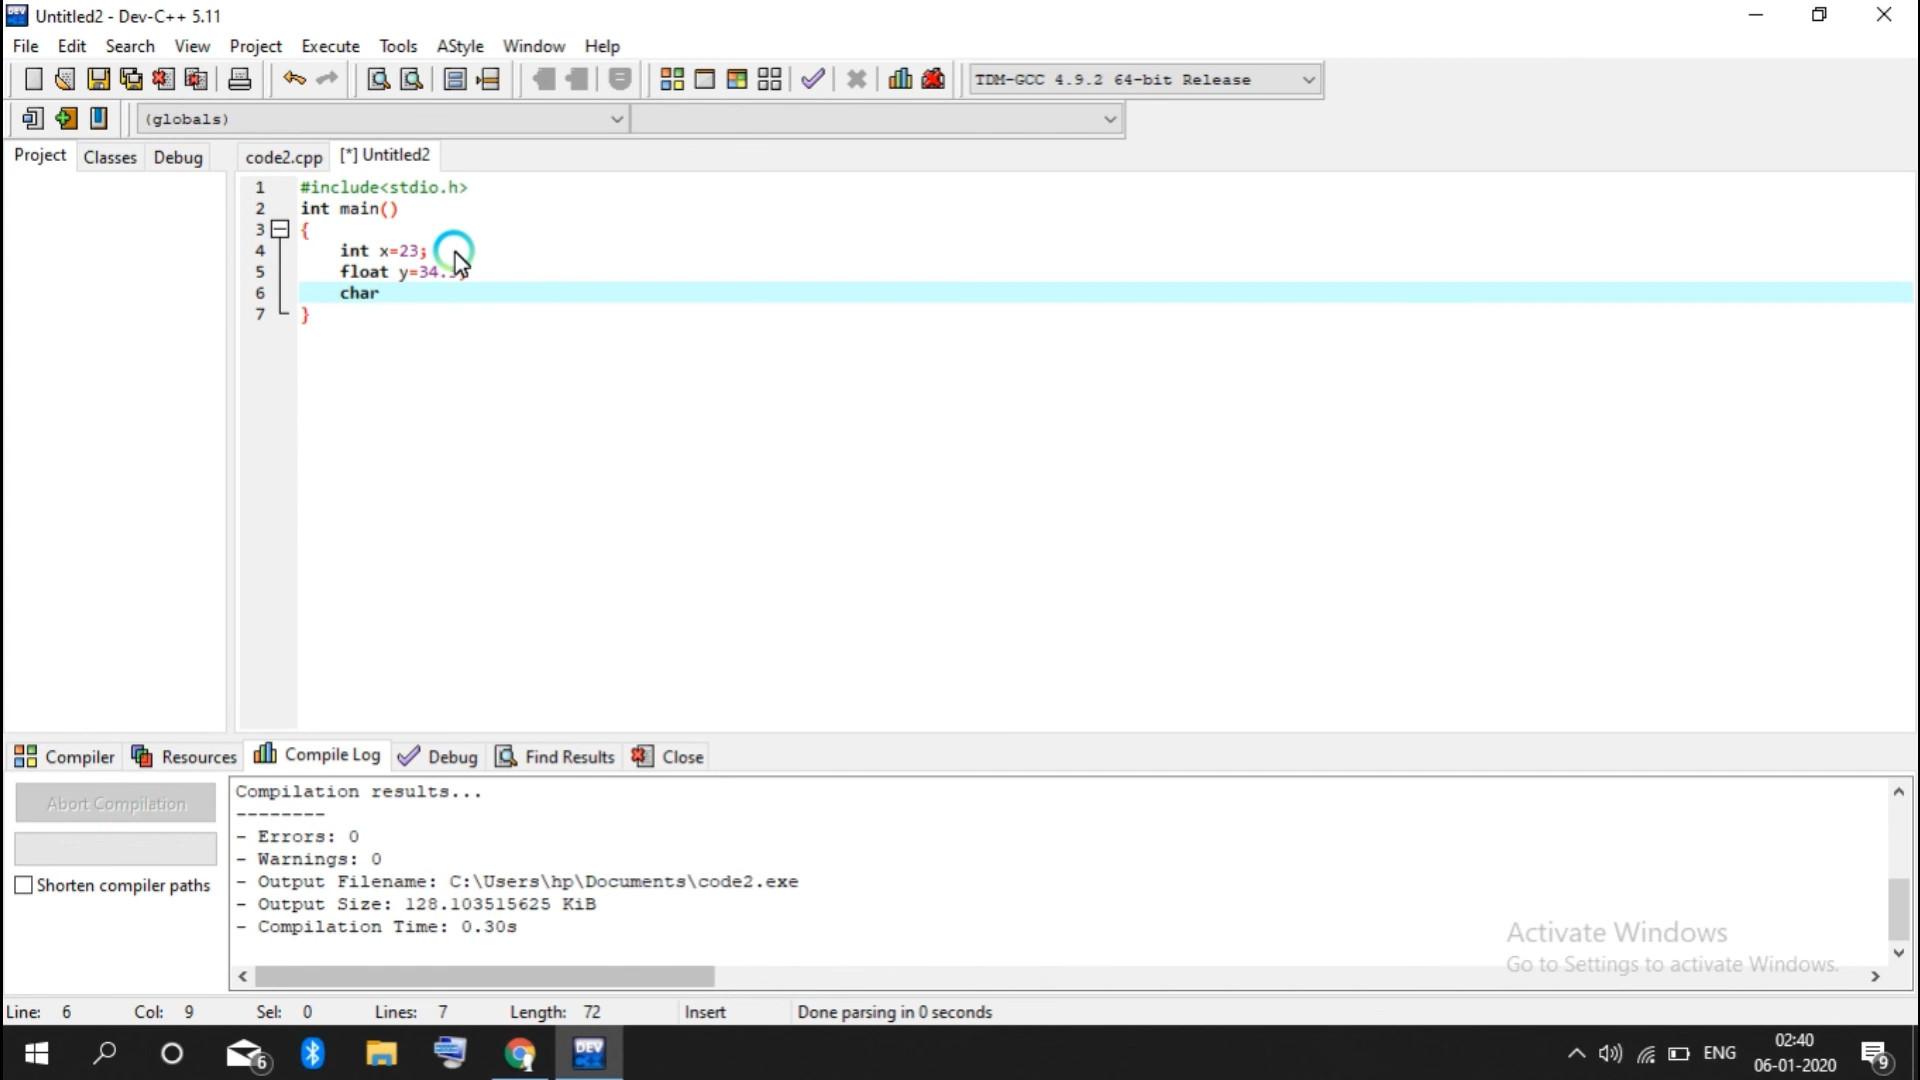 Untitled2 - Dev-C++ 5.11
File Edit Search View Project Execute Tools AStyle Window Help
TDM-GCC 4.9.2 64-bit Release
(globals)
Project Classes Debug code2.cpp [*] Untitled2
1 #include<stdio.h>
2 int main()
3 {
4 int x=23;
5 float y=34.
6 char
7 }
Compiler Resources Compile Log Debug Find Results Close
Abort Compilation
Shorten compiler paths
Compilation results...
--------
- Errors: 0
- Warnings: 0
- Output Filename: C:\Users\hp\Documents\code2.exe
- Output Size: 128.103515625 KiB
- Compilation Time: 0.30s
Activate Windows
Go to Settings to activate Windows.
Line: 6 Col: 9 Sel: 0 Lines: 7 Length: 72 Insert Done parsing in 0 seconds
6 DEV ENG 02:40
06-01-2020 9